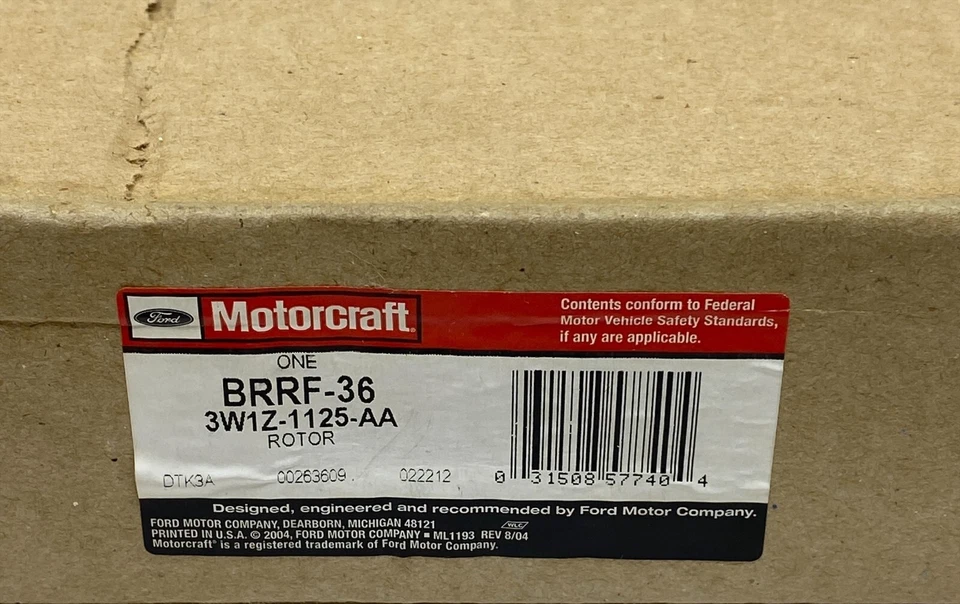 Ford Motorcraft®
Contents conform to Federal
Motor Vehicle Safety Standards,
if any are applicable.
ONE
BRRF-36
3W1Z-1125-AA
ROTOR
DTK3A 00263609. 022212
0 31508 57740 4
Designed, engineered and recommended by Ford Motor Company.
FORD MOTOR COMPANY, DEARBORN, MICHIGAN 48121 WLC
PRINTED IN U.S.A. © 2004, FORD MOTOR COMPANY ▪ ML1193 REV 8/04
Motorcraft® is a registered trademark of Ford Motor Company.